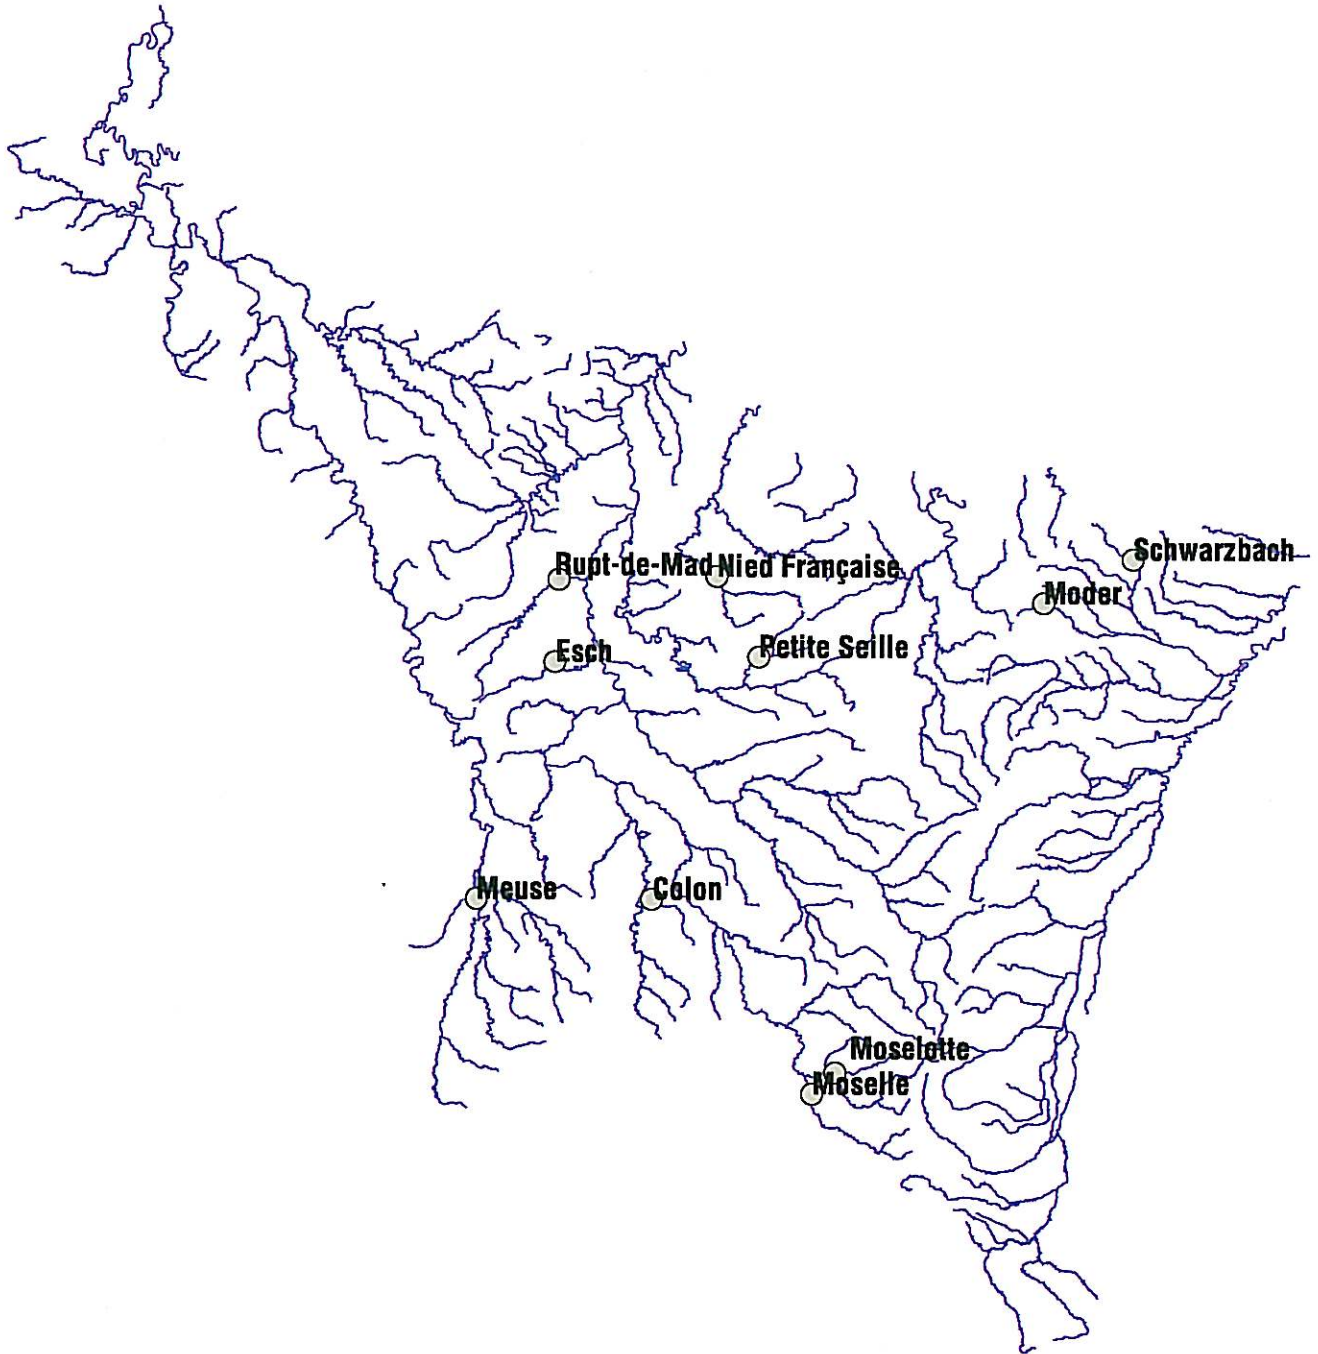 Schwarzbach
Rupt-de-Mad
Nied Française
Moder
Esch
Petite Seille
Meuse
Colon
Moselotte
Moselle